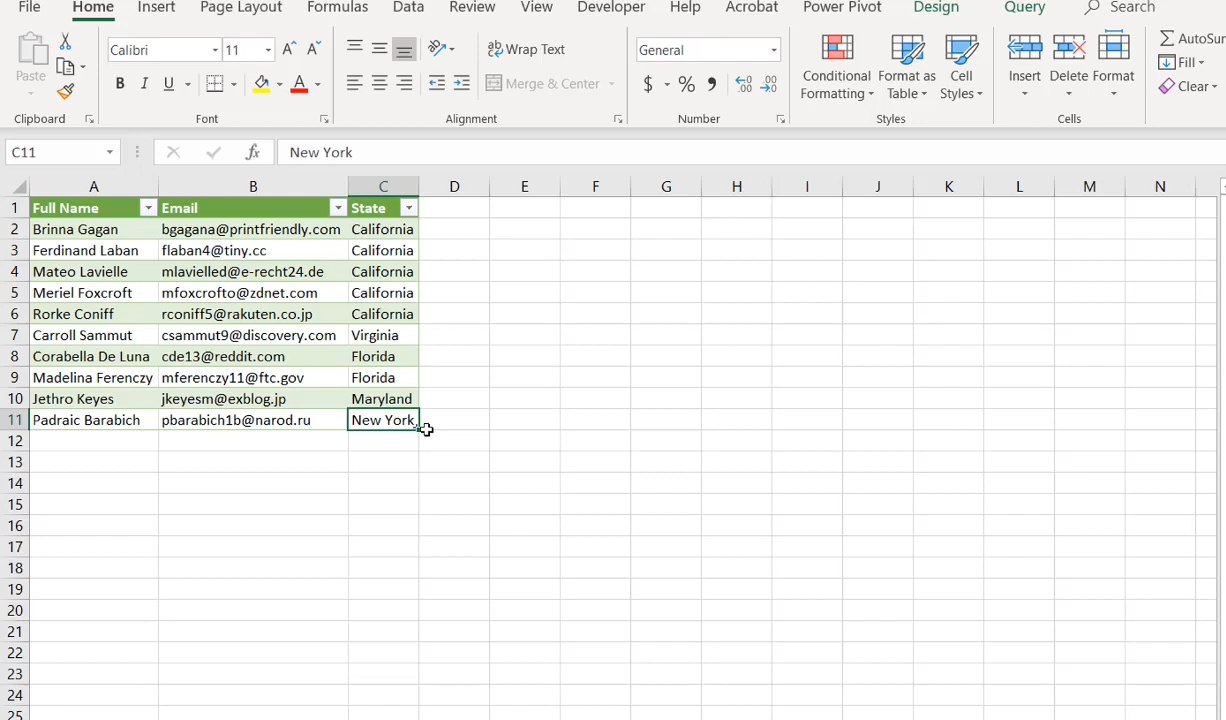 File Home Insert Page Layout Formulas Data Review View Developer Help Acrobat Power Pivot Design Query Search
Paste
Clipboard
Calibri 11 A A
B I U A
Font
ab Wrap Text
Merge & Center
Alignment
General
$ % 9 .00
Number
Conditional Formatting
Format as Table
Cell Styles
Styles
Insert Delete Format
Cells
AutoSum
Fill
Clear
C11 fx New York
A B C D E F G H I J K L M N
1 Full Name Email State
2 Brinna Gagan bgagana@printfriendly.com California
3 Ferdinand Laban flaban4@tiny.cc California
4 Mateo Lavielle mlavielled@e-recht24.de California
5 Meriel Foxcroft mfoxcrofto@zdnet.com California
6 Rorke Coniff rconiff5@rakuten.co.jp California
7 Carroll Sammut csammut9@discovery.com Virginia
8 Corabella De Luna cde13@reddit.com Florida
9 Madelina Ferenczy mferenczy11@ftc.gov Florida
10 Jethro Keyes jkeyesm@exblog.jp Maryland
11 Padraic Barabich pbarabich1b@narod.ru New York
12
13
14
15
16
17
18
19
20
21
22
23
24
25